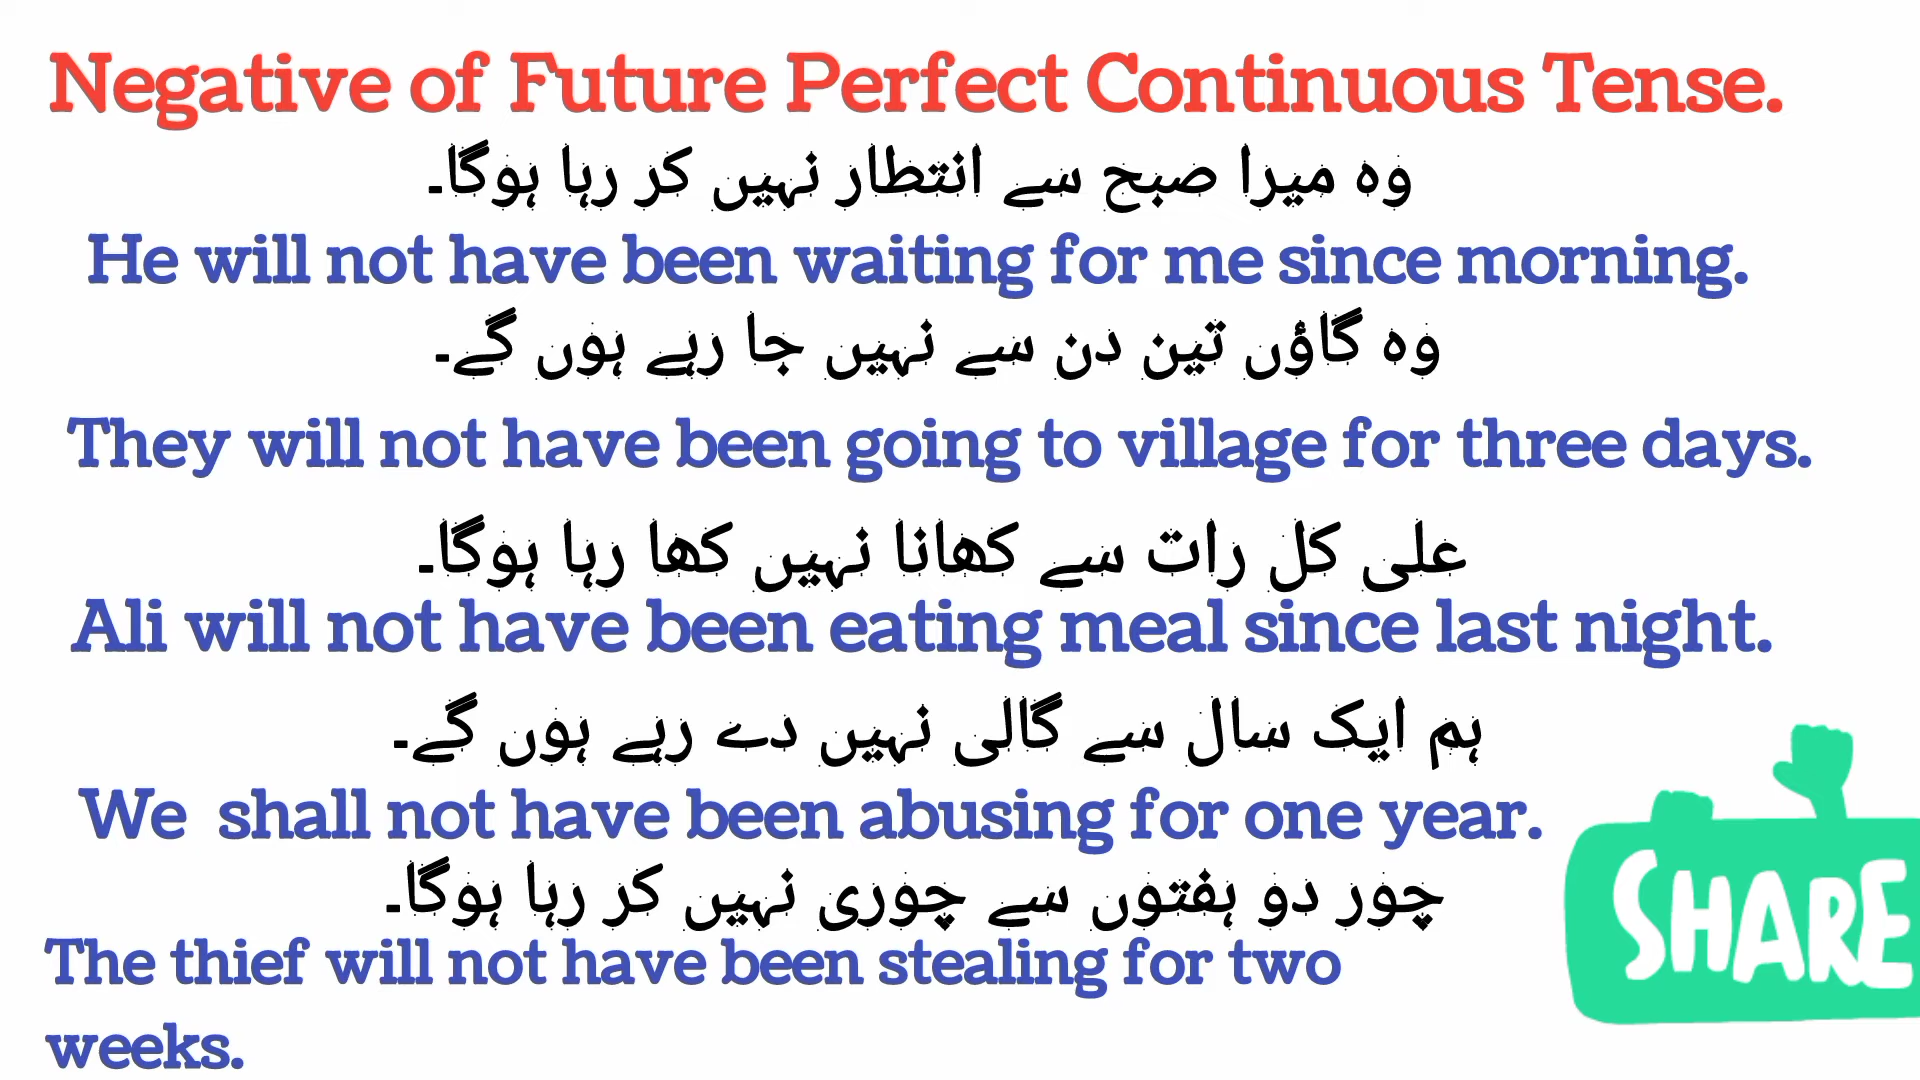 Negative of Future Perfect Continuous Tense.
وہ میرا صبح سے انتظار نہیں کر رہا ہوگا۔
He will not have been waiting for me since morning.
وہ گاؤں تین دن سے نہیں جا رہے ہوں گے۔
They will not have been going to village for three days.
علی کل رات سے کھانا نہیں کھا رہا ہوگا۔
Ali will not have been eating meal since last night.
ہم ایک سال سے گالی نہیں دے رہے ہوں گے۔
We shall not have been abusing for one year.
چور دو ہفتوں سے چوری نہیں کر رہا ہوگا۔
The thief will not have been stealing for two
weeks.
SHARE